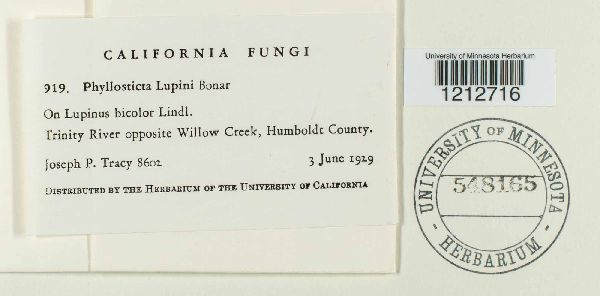 CALIFORNIA FUNGI
919. Phyllosticta Lupini Bonar
On Lupinus bicolor Lindl.
Trinity River opposite Willow Creek, Humboldt County.
Joseph P. Tracy 8602 3 June 1929
DISTRIBUTED BY THE HERBARIUM OF THE UNIVERSITY OF CALIFORNIA
University of Minnesota Herbarium
1212716
UNIVERSITY OF MINNESOTA
548165
- HERBARIUM -